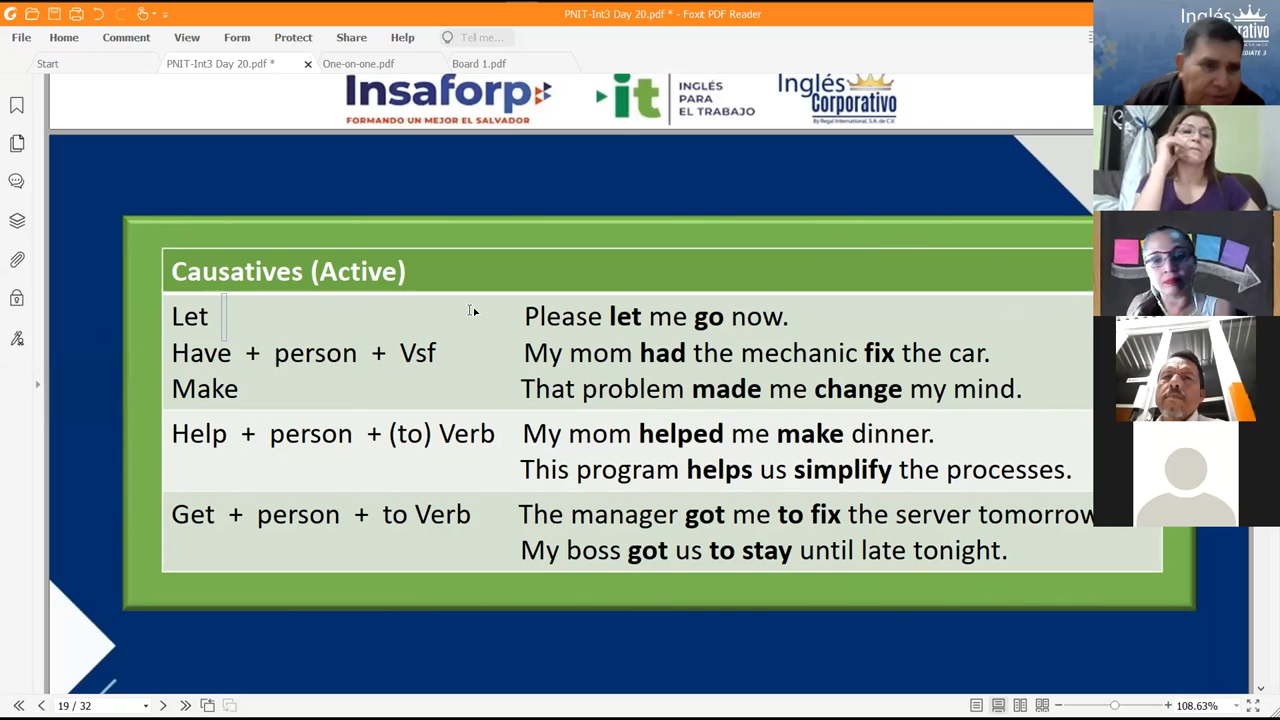 PNIT-Int3 Day 20.pdf * - Foxit PDF Reader
File Home Comment View Form Protect Share Help Tell me...
Start PNIT-Int3 Day 20.pdf * One-on-one.pdf Board 1.pdf
Insaforp
FORMANDO UN MEJOR EL SALVADOR
it INGLÉS PARA EL TRABAJO
Inglés
Corporativo
By Regal International, S.A. de C.V.
Inglés
Causatives (Active)
Let Please let me go now.
Have + person + Vsf My mom had the mechanic fix the car.
Make That problem made me change my mind.
Help + person + (to) Verb My mom helped me make dinner.
This program helps us simplify the processes.
Get + person + to Verb The manager got me to fix the server tomorrow
My boss got us to stay until late tonight.
19 / 32
108.63%